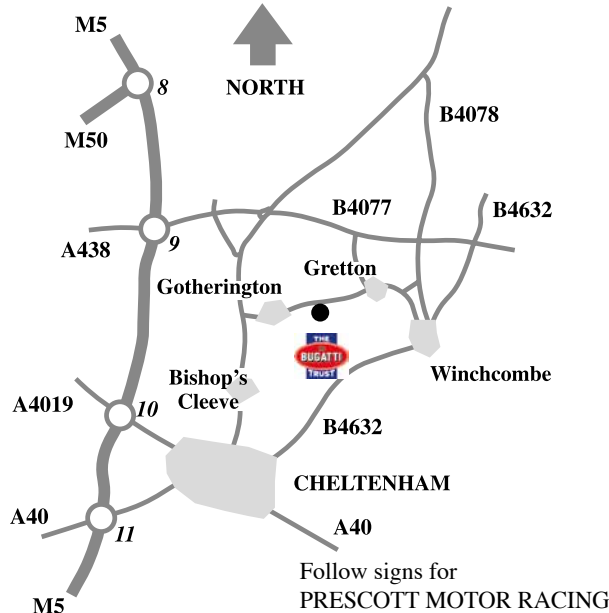 M5
8
NORTH
M50
B4078
B4077
B4632
A438
9
Gretton
Gotherington
THE
BUGATTI
TRUST
Bishop's
Cleeve
Winchcombe
A4019
10
B4632
CHELTENHAM
A40
A40
11
Follow signs for
PRESCOTT MOTOR RACING
M5